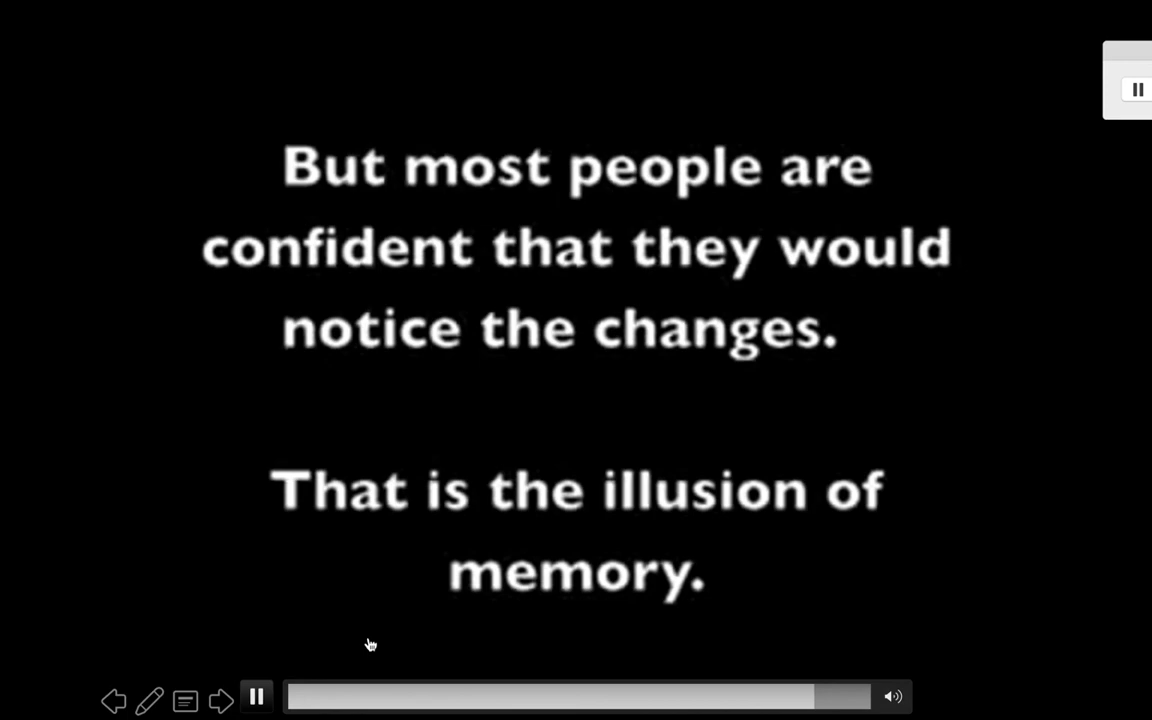 But most people are
confident that they would
notice the changes.
That is the illusion of
memory.